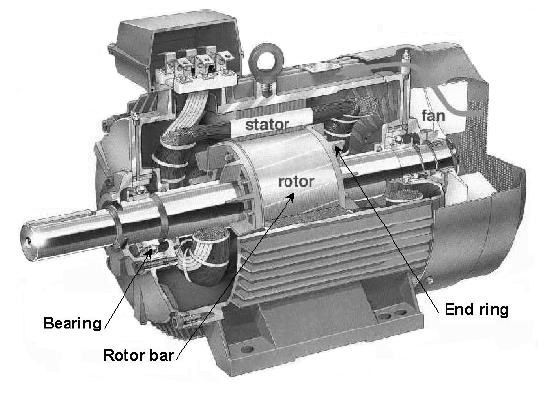 stator
fan
rotor
End ring
Bearing
Rotor bar